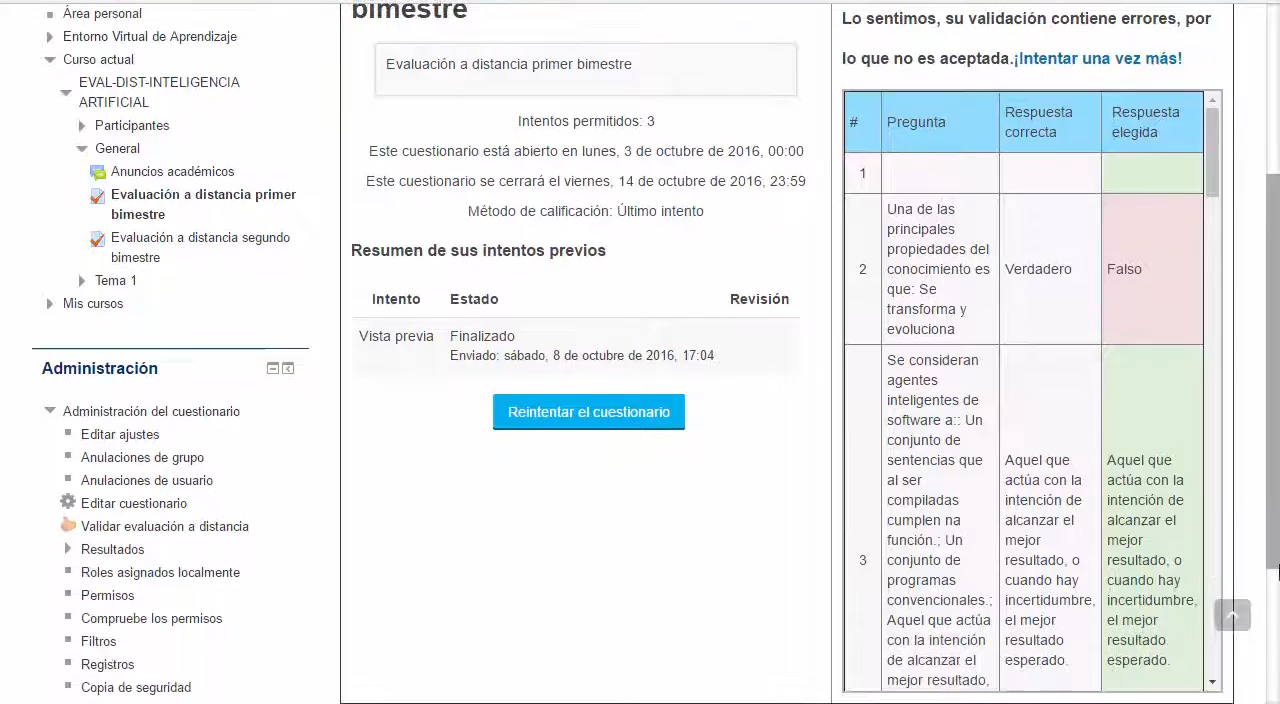 Área personal
Entorno Virtual de Aprendizaje
Curso actual
EVAL-DIST-INTELIGENCIA
ARTIFICIAL
Participantes
General
Anuncios académicos
Evaluación a distancia primer
bimestre
Evaluación a distancia segundo
bimestre
Tema 1
Mis cursos
Administración
Administración del cuestionario
Editar ajustes
Anulaciones de grupo
Anulaciones de usuario
Editar cuestionario
Validar evaluación a distancia
Resultados
Roles asignados localmente
Permisos
Compruebe los permisos
Filtros
Registros
Copia de seguridad
bimestre
Evaluación a distancia primer bimestre
Intentos permitidos: 3
Este cuestionario está abierto en lunes, 3 de octubre de 2016, 00:00
Este cuestionario se cerrará el viernes, 14 de octubre de 2016, 23:59
Método de calificación: Último intento
Resumen de sus intentos previos
Intento Estado Revisión
Vista previa Finalizado
Enviado: sábado, 8 de octubre de 2016, 17:04
Reintentar el cuestionario
Lo sentimos, su validación contiene errores, por
lo que no es aceptada.¡Intentar una vez más!
# Pregunta
Respuesta
correcta
Respuesta
elegida
1
2
Una de las
principales
propiedades del
conocimiento es
que: Se
transforma y
evoluciona
Verdadero
Falso
3
Se consideran
agentes
inteligentes de
software a:: Un
conjunto de
sentencias que
al ser
compiladas
cumplen na
función.; Un
conjunto de
programas
convencionales.;
Aquel que actúa
con la intención
de alcanzar el
mejor resultado,
Aquel que
actúa con la
intención de
alcanzar el
mejor
resultado, o
cuando hay
incertidumbre,
el mejor
resultado
esperado.
Aquel que
actúa con la
intención de
alcanzar el
mejor
resultado, o
cuando hay
incertidumbre,
el mejor
resultado
esperado.